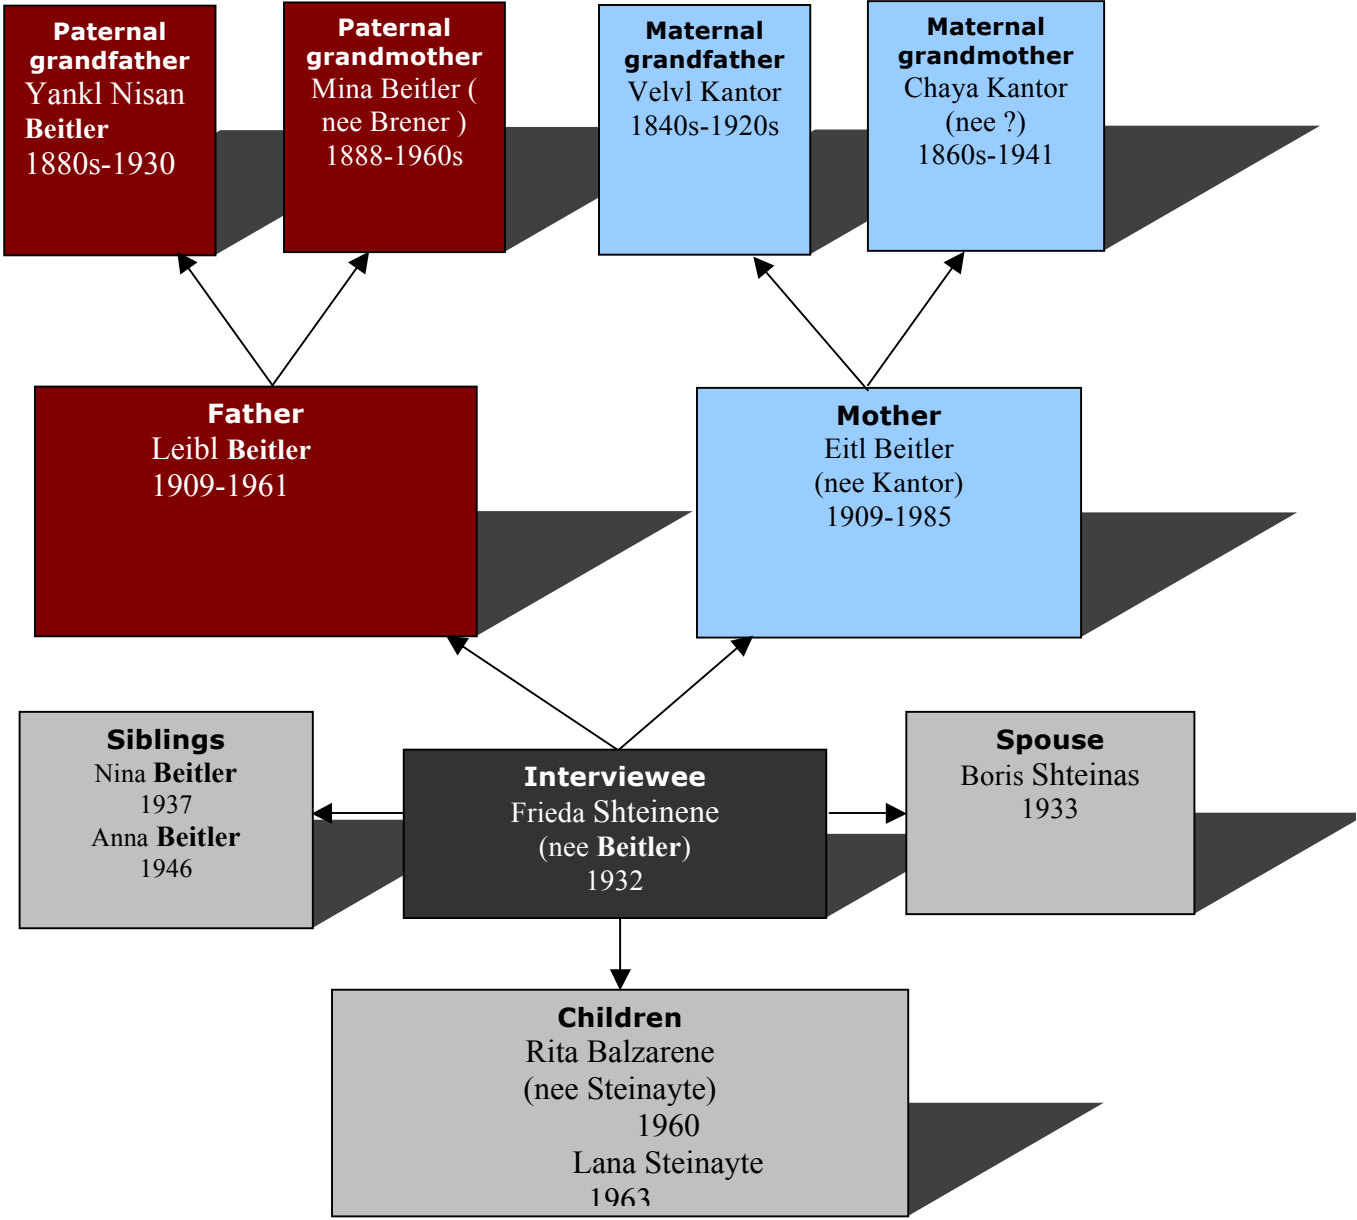 Paternal
grandfather
Yankl Nisan
Beitler
1880s-1930
Paternal
grandmother
Mina Beitler (
nee Brener )
1888-1960s
Maternal
grandfather
Velvl Kantor
1840s-1920s
Maternal
grandmother
Chaya Kantor
(nee ?)
1860s-1941
Father
Leibl Beitler
1909-1961
Mother
Eitl Beitler
(nee Kantor)
1909-1985
Siblings
Nina Beitler
1937
Anna Beitler
1946
Interviewee
Frieda Shteinene
(nee Beitler)
1932
Spouse
Boris Shteinas
1933
Children
Rita Balzarene
(nee Steinayte)
1960
Lana Steinayte
1963